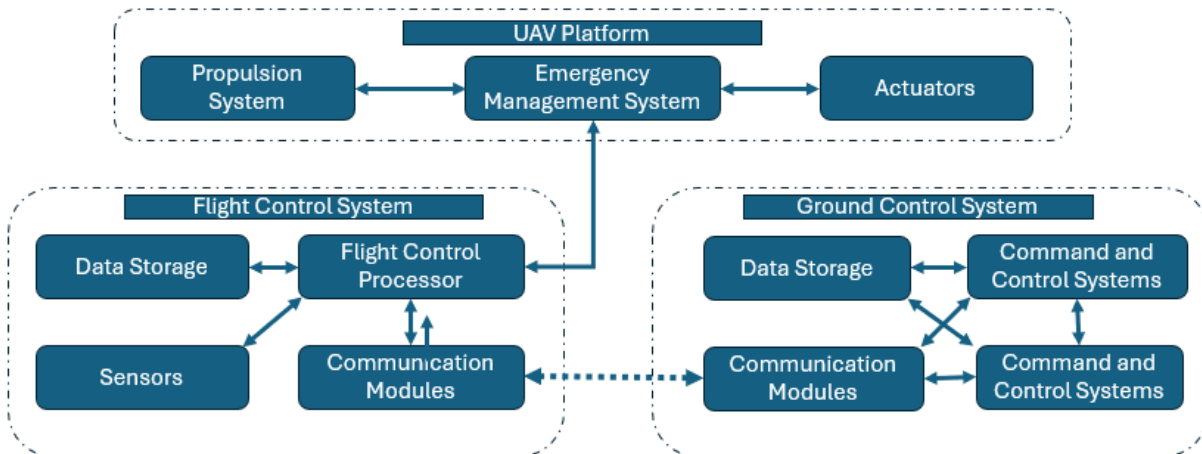 UAV Platform
Propulsion
System
Emergency
Management System
Actuators
Flight Control System
Data Storage
Flight Control
Processor
Sensors
Communication
Modules
Ground Control System
Data Storage
Command and
Control Systems
Communication
Modules
Command and
Control Systems